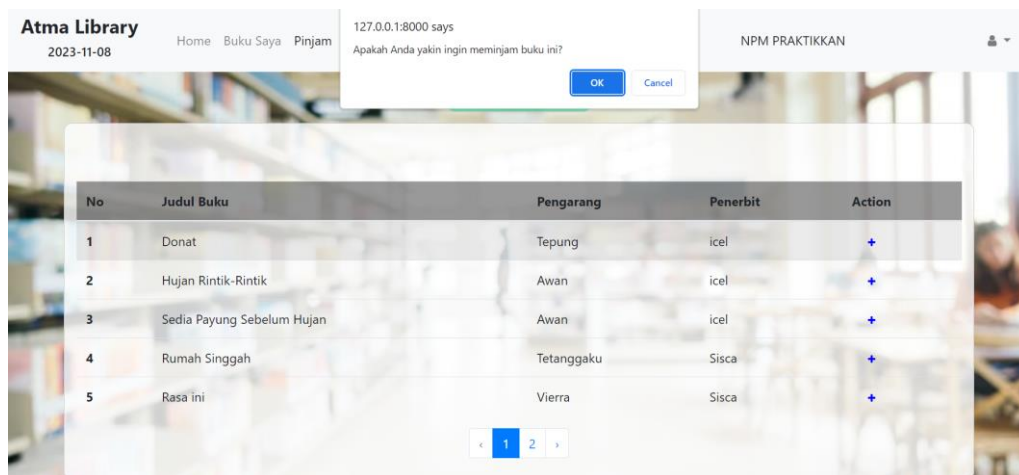 Atma Library
2023-11-08
Home Buku Saya Pinjam
127.0.0.1:8000 says
Apakah Anda yakin ingin meminjam buku ini?
OK Cancel
NPM PRAKTIKKAN
No Judul Buku Pengarang Penerbit Action
1 Donat Tepung icel +
2 Hujan Rintik-Rintik Awan icel +
3 Sedia Payung Sebelum Hujan Awan icel +
4 Rumah Singgah Tetanggaku Sisca +
5 Rasa ini Vierra Sisca +
‹ 1 2 ›